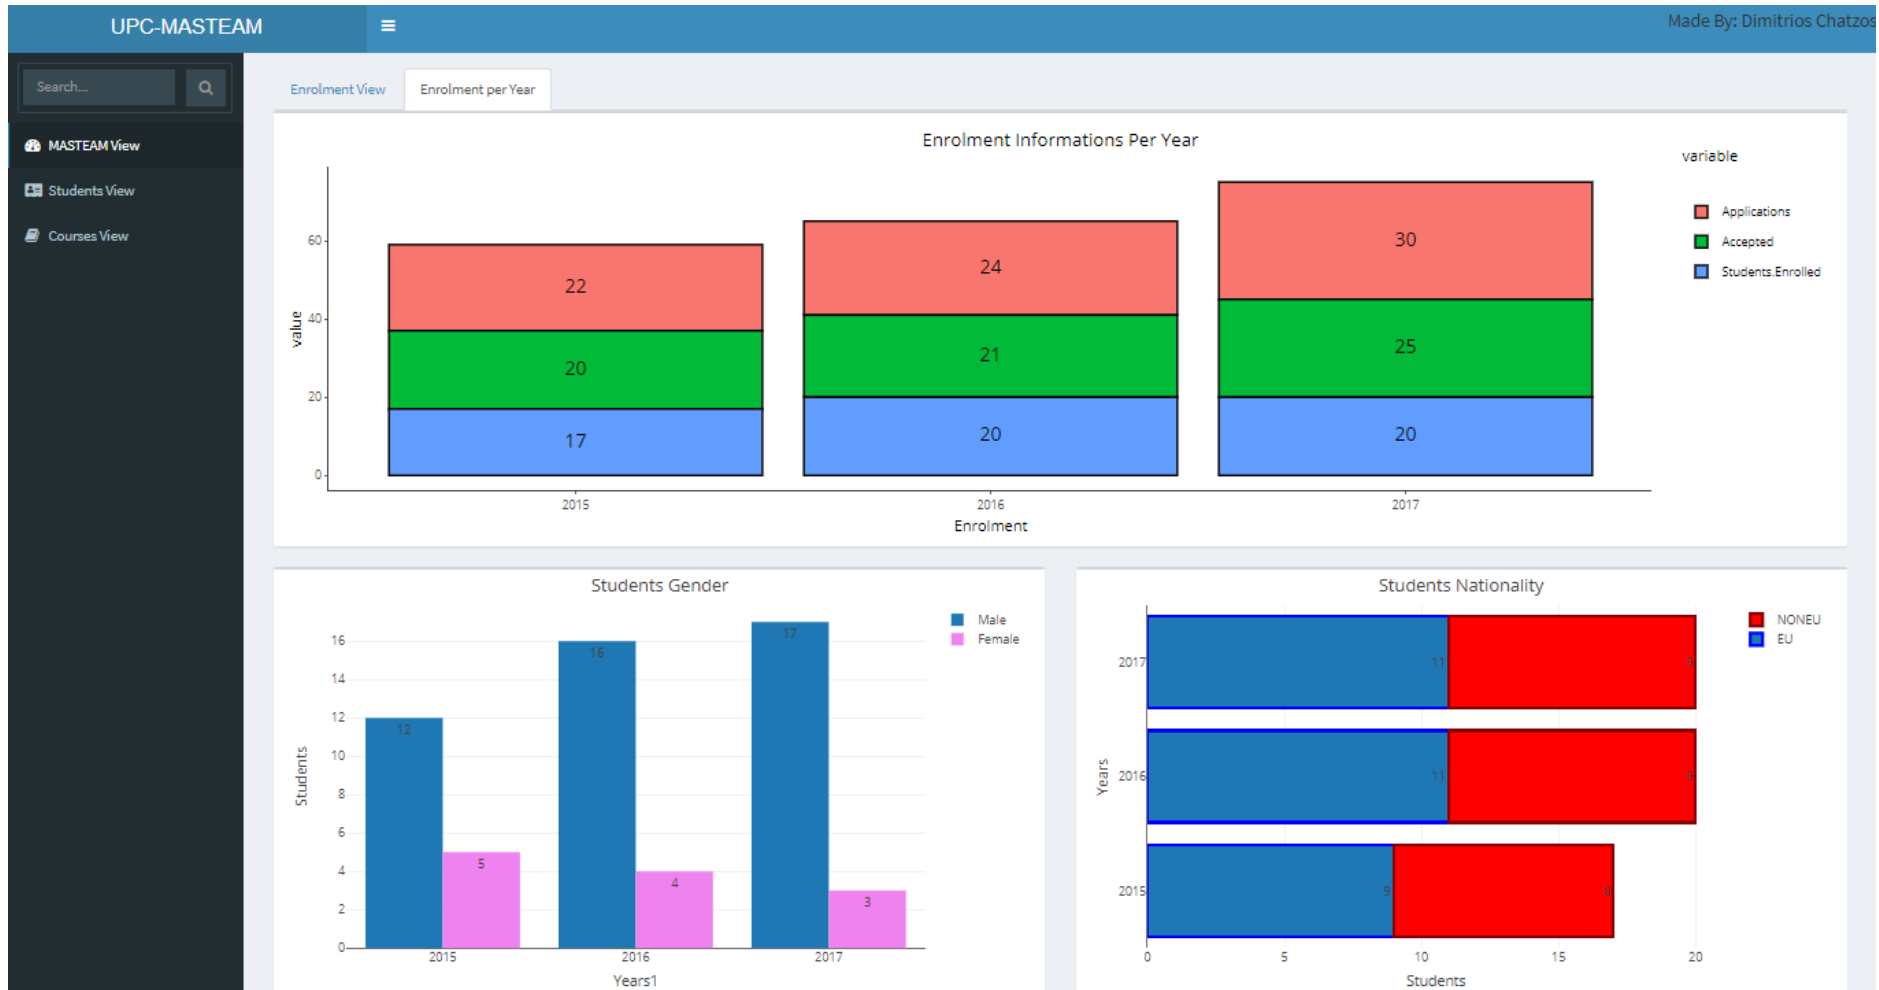 UPC-MASTEAM
Made By: Dimitrios Chatzos
Search...
MASTEAM View
Students View
Courses View
Enrolment View
Enrolment per Year
Enrolment Informations Per Year
variable
Applications
Accepted
Students.Enrolled
value
60
40
20
0
22
24
30
20
21
25
17
20
20
2015
2016
2017
Enrolment
Students Gender
Male
Female
Students
16
14
12
10
8
6
4
2
0
12
5
16
4
17
3
2015
2016
2017
Years1
Students Nationality
NONEU
EU
Years
2017
11
9
2016
11
9
2015
9
8
0
5
10
15
20
Students